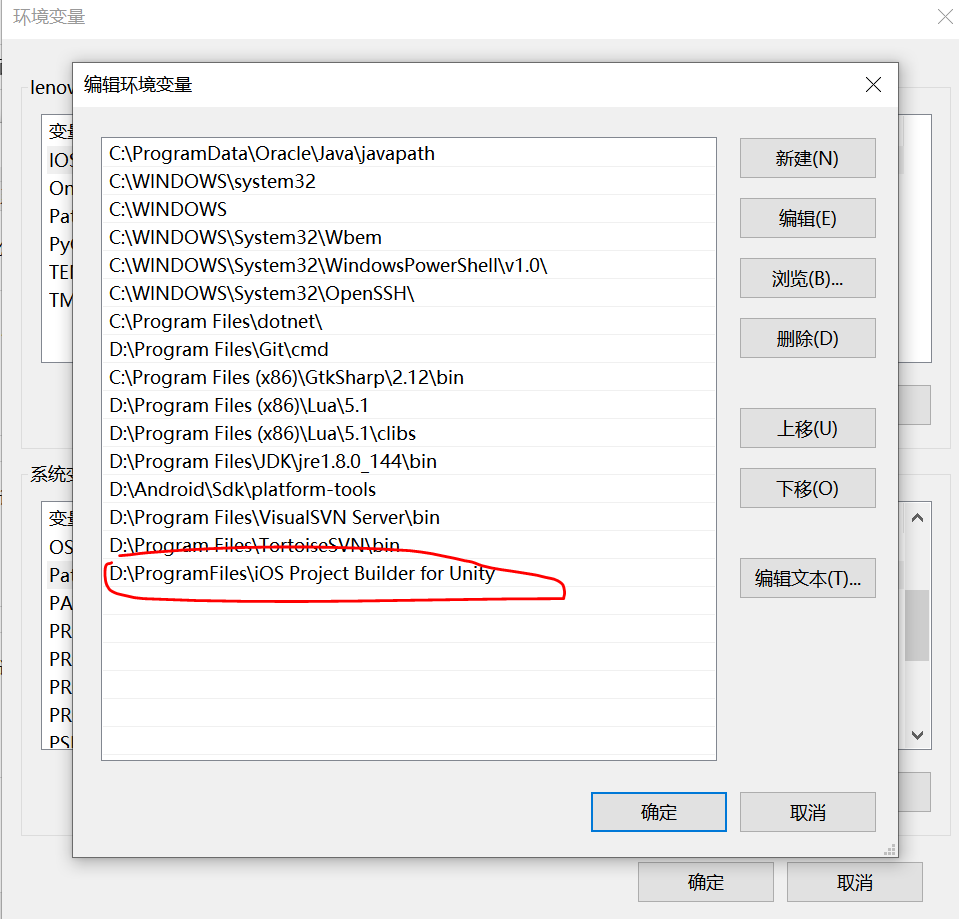 环境变量
编辑环境变量
lenov
变量
IOS
On
Pat
PyC
TEI
TM
C:\ProgramData\Oracle\Java\javapath
C:\WINDOWS\system32
C:\WINDOWS
C:\WINDOWS\System32\Wbem
C:\WINDOWS\System32\WindowsPowerShell\v1.0\
C:\WINDOWS\System32\OpenSSH\
C:\Program Files\dotnet\
D:\Program Files\Git\cmd
C:\Program Files (x86)\GtkSharp\2.12\bin
D:\Program Files (x86)\Lua\5.1
D:\Program Files (x86)\Lua\5.1\clibs
D:\Program Files\JDK\jre1.8.0_144\bin
D:\Android\Sdk\platform-tools
D:\Program Files\VisualSVN Server\bin
D:\Program Files\TortoiseSVN\bin
D:\ProgramFiles\iOS Project Builder for Unity
新建(N)
编辑(E)
浏览(B)...
删除(D)
上移(U)
下移(O)
编辑文本(T)...
系统变
变量
OS
Pat
PA
PR
PR
PR
PR
PSI
确定
取消
确定
取消